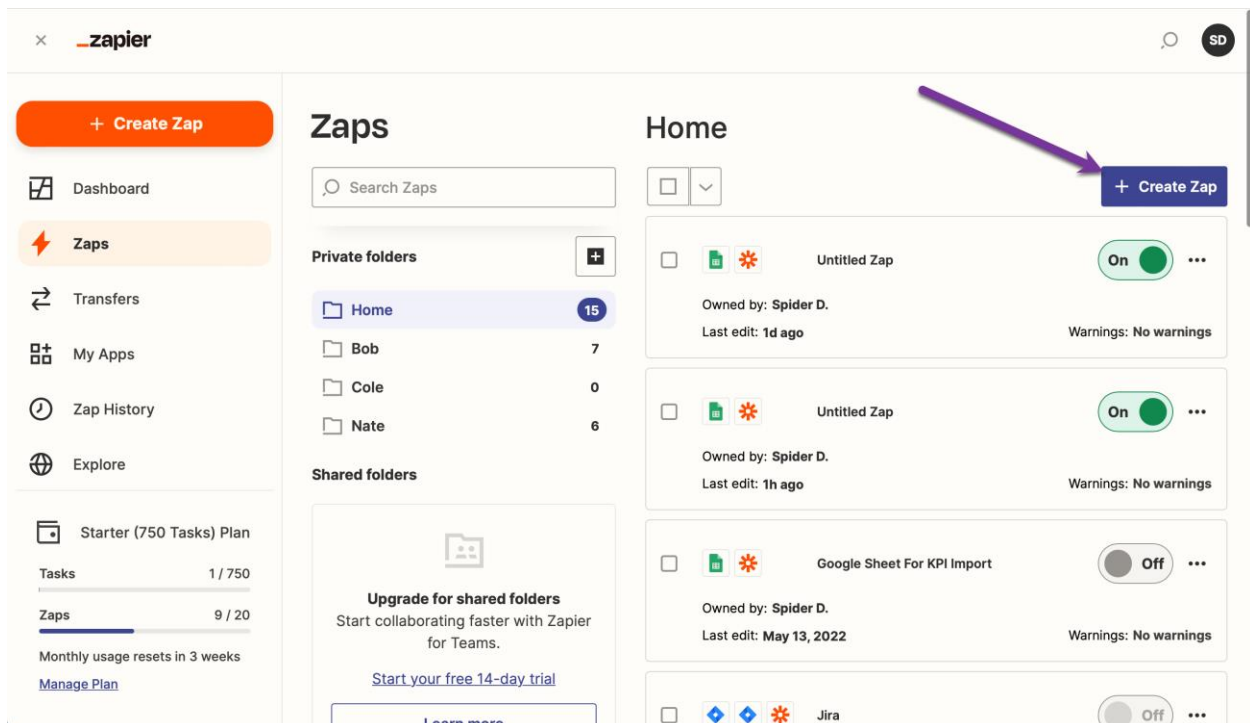 _zapier
SD
+ Create Zap
Dashboard
Zaps
Transfers
My Apps
Zap History
Explore
Starter (750 Tasks) Plan
Tasks 1 / 750
Zaps 9 / 20
Monthly usage resets in 3 weeks
Manage Plan
Zaps
Search Zaps
Private folders
Home 15
Bob 7
Cole 0
Nate 6
Shared folders
Upgrade for shared folders
Start collaborating faster with Zapier
for Teams.
Start your free 14-day trial
Learn more
Home
+ Create Zap
Untitled Zap On
Owned by: Spider D.
Last edit: 1d ago Warnings: No warnings
Untitled Zap On
Owned by: Spider D.
Last edit: 1h ago Warnings: No warnings
Google Sheet For KPI Import Off
Owned by: Spider D.
Last edit: May 13, 2022 Warnings: No warnings
Jira Off